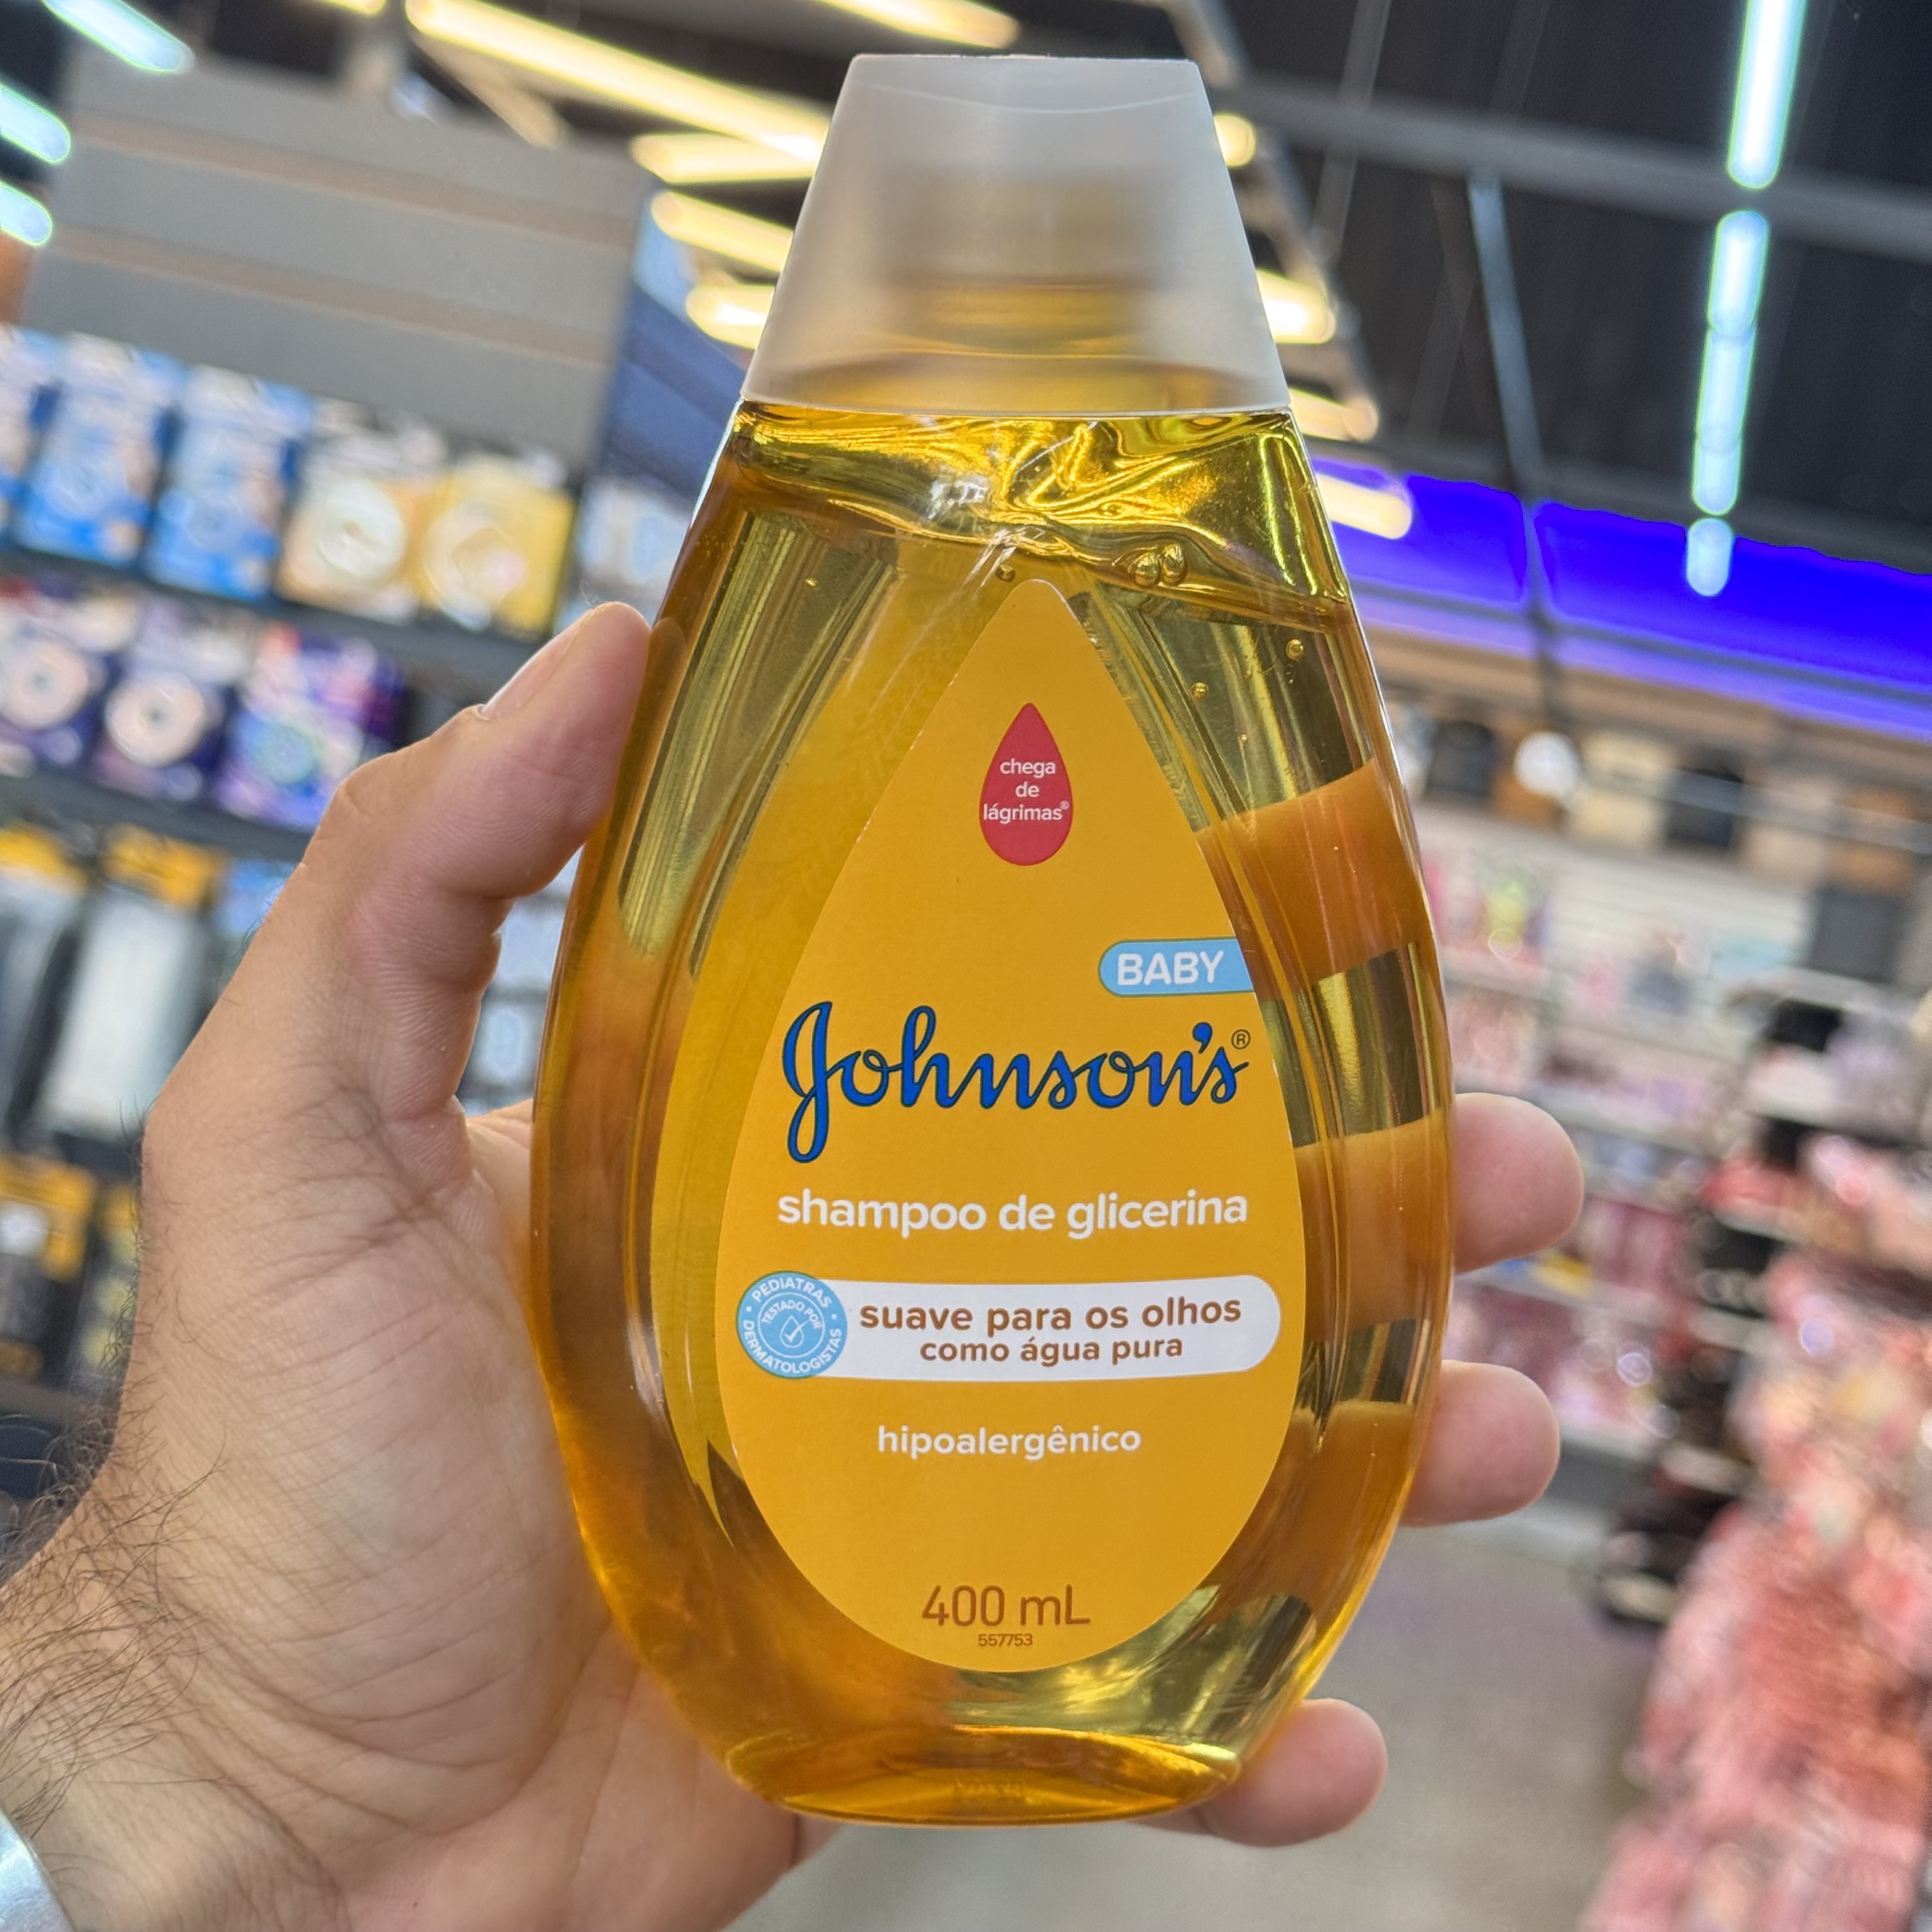 chega
de
lágrimas®
BABY
Johnson's®
shampoo de glicerina
PEDIATRAS
TESTADO POR
DERMATOLOGISTAS
suave para os olhos
como água pura
hipoalergênico
400 mL
557753